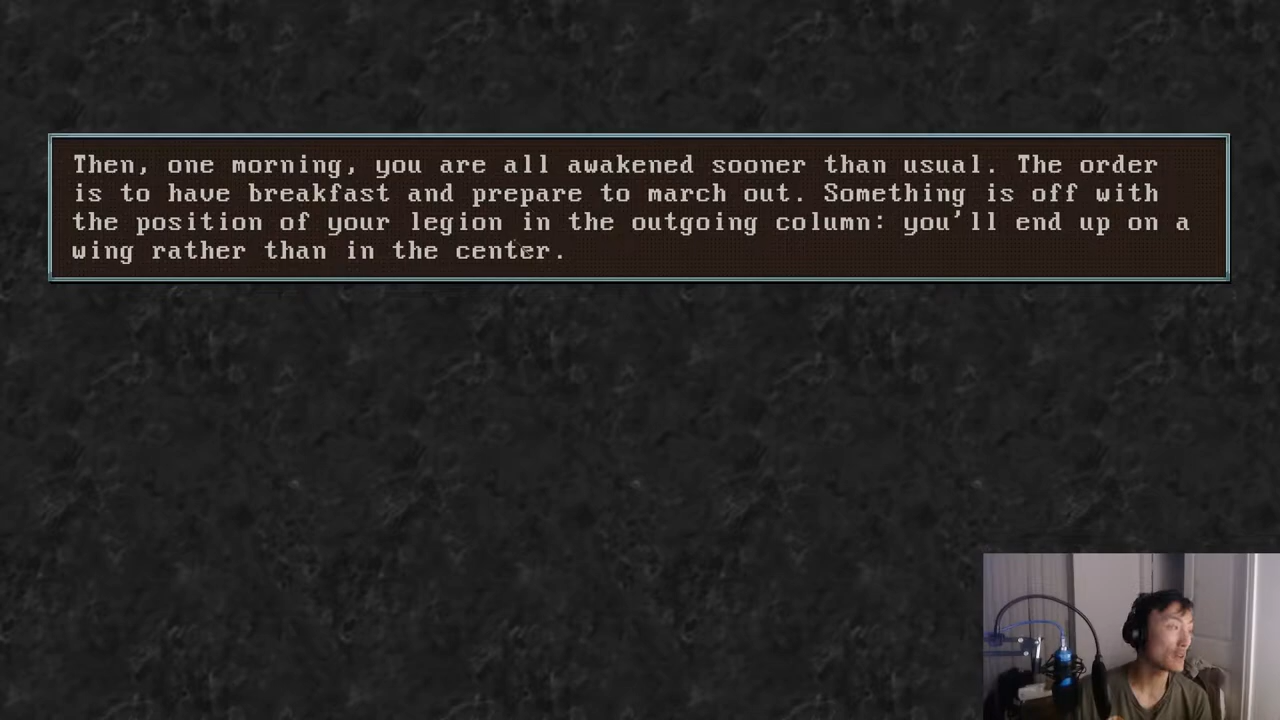 Then, one morning, you are all awakened sooner than usual. The order
is to have breakfast and prepare to march out. Something is off with
the position of your legion in the outgoing column: you'll end up on a
wing rather than in the center.